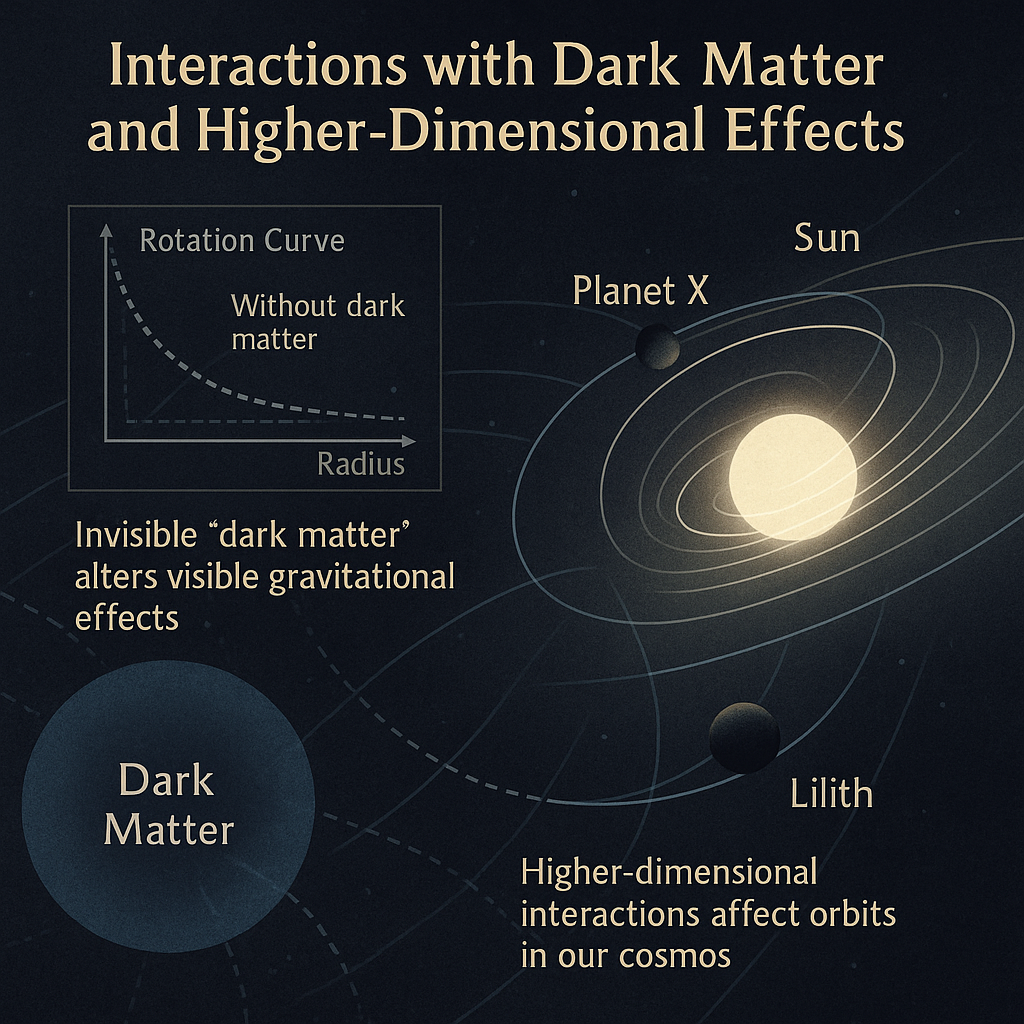 Interactions with Dark Matter
and Higher-Dimensional Effects
Rotation Curve
Without dark
matter
Radius
Sun
Planet X
Invisible “dark matter’
alters visible gravitational
effects
Dark
Matter
Lilith
Higher-dimensional
interactions affect orbits
in our cosmos